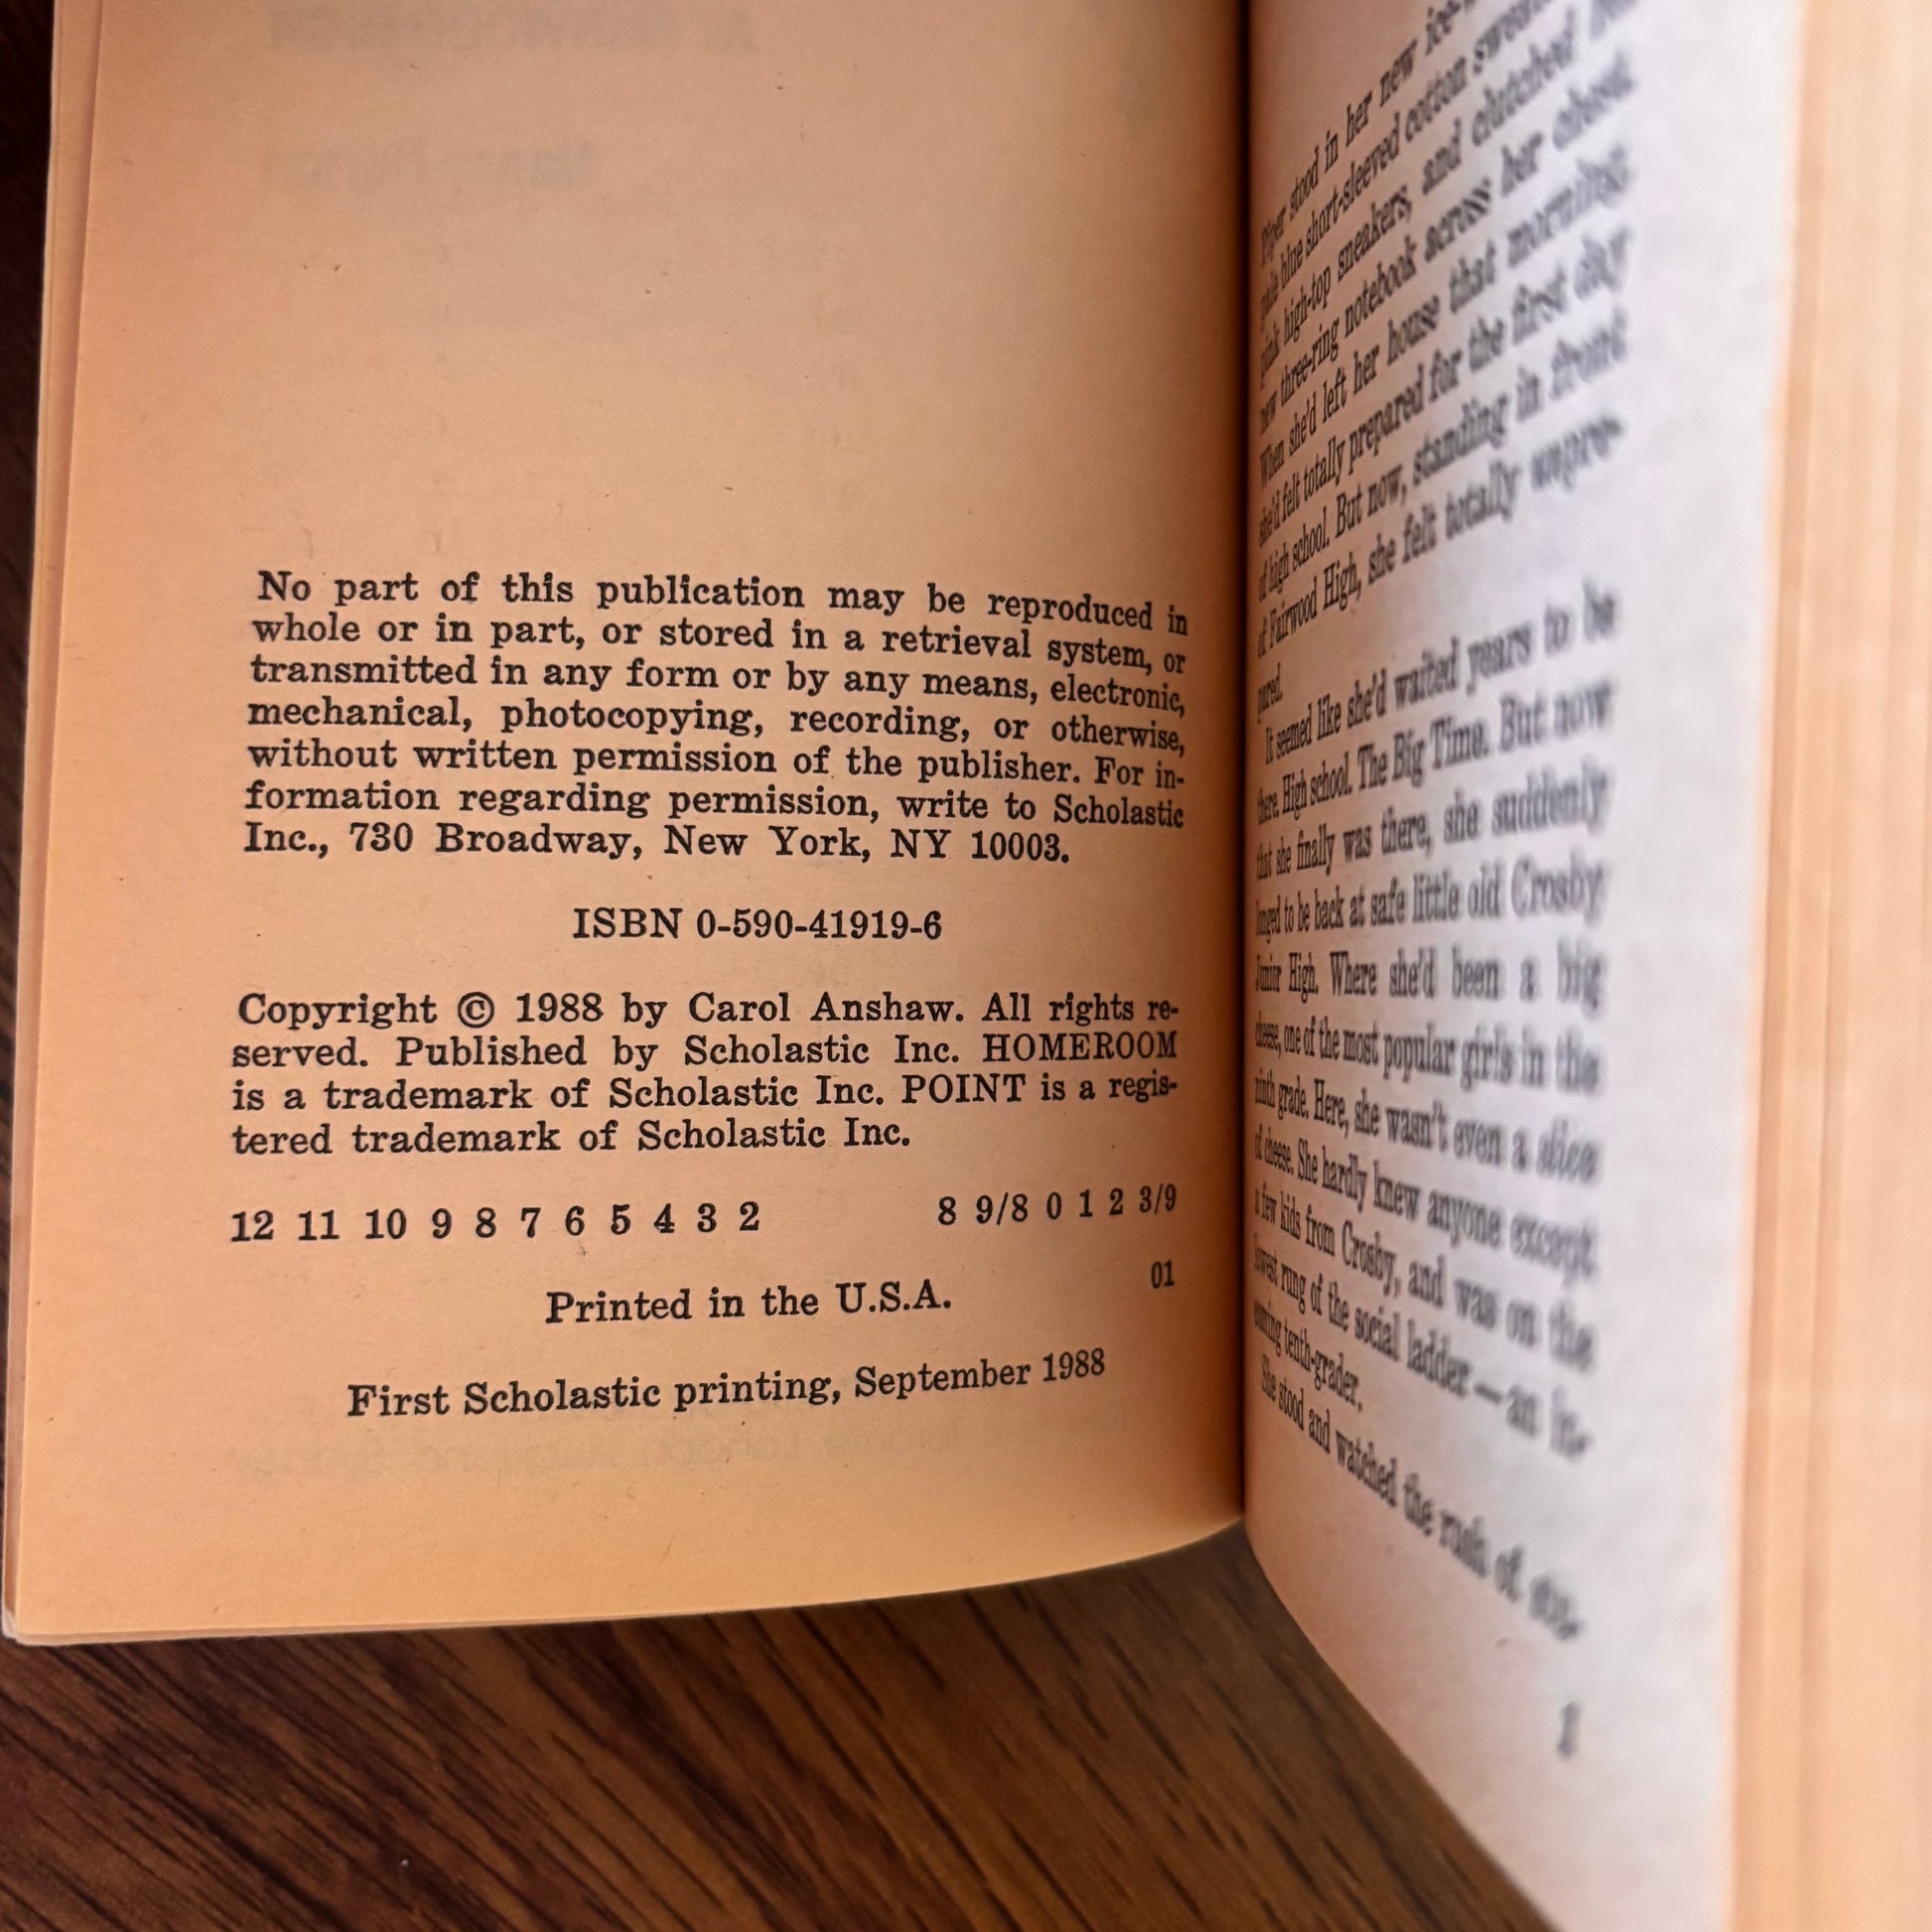 No part of this publication may be reproduced in
whole or in part, or stored in a retrieval system, or
transmitted in any form or by any means, electronic,
mechanical, photocopying, recording, or otherwise,
without written permission of the publisher. For in-
formation regarding permission, write to Scholastic
Inc., 730 Broadway, New York, NY 10003.
ISBN 0-590-41919-6
Copyright © 1988 by Carol Anshaw. All rights re-
served. Published by Scholastic Inc. HOMEROOM
is a trademark of Scholastic Inc. POINT is a regis-
tered trademark of Scholastic Inc.
12 11 10 9 8 7 6 5 4 3 2 8 9/8 0 1 2 3/9
01
Printed in the U.S.A.
First Scholastic printing, September 1988
Piper stood in her new
blue short-sleeved cotton
pink high-top sneakers, and clutched
new three-ring notebook across her chest
When she'd left her house that morning,
she'd felt totally prepared for the first day
of high school. But now, standing in front
of Fairwood High, she felt totally unpre-
pared.
It seemed like she'd waited years to be
there. High school. The Big Time. But now
that she finally was there, she suddenly
longed to be back at safe little old Crosby
Junior High. Where she'd been a big
cheese, one of the most popular girls in the
ninth grade. Here, she wasn't even a slice
of cheese. She hardly knew anyone except
a few kids from Crosby, and was on the
lowest rung of the social ladder — an in-
coming tenth-grader.
She stood and watched the rush of stu-
1